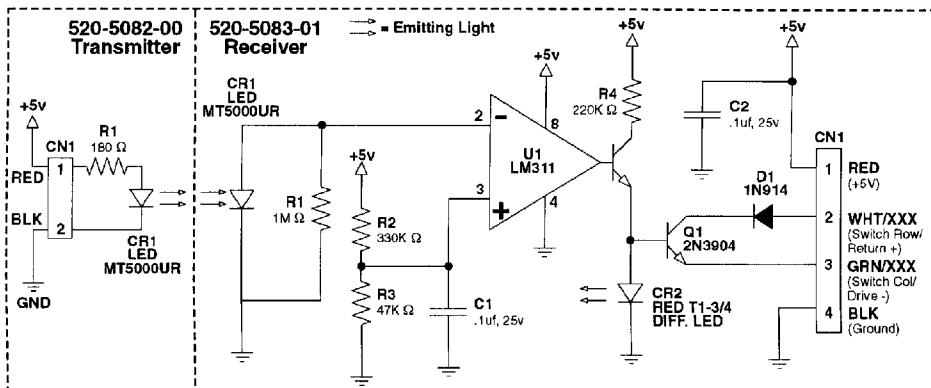 520-5082-00
Transmitter
520-5083-01
Receiver
= Emitting Light
+5v
CN1
R1
180 Ω
RED
1
BLK
2
GND
CR1
LED
MT5000UR
CR1
LED
MT5000UR
R1
1M Ω
+5v
R2
330K Ω
R3
47K Ω
C1
.1uf, 25v
2
-
3
+
U1
LM311
+5v
8
4
+5v
R4
220K Ω
CR2
RED T1-3/4
DIFF. LED
Q1
2N3904
D1
1N914
+5v
C2
.1uf, 25v
CN1
1
RED
(+5V)
2
WHT/XXX
(Switch Row/
Return +)
3
GRN/XXX
(Switch Col/
Drive -)
4
BLK
(Ground)